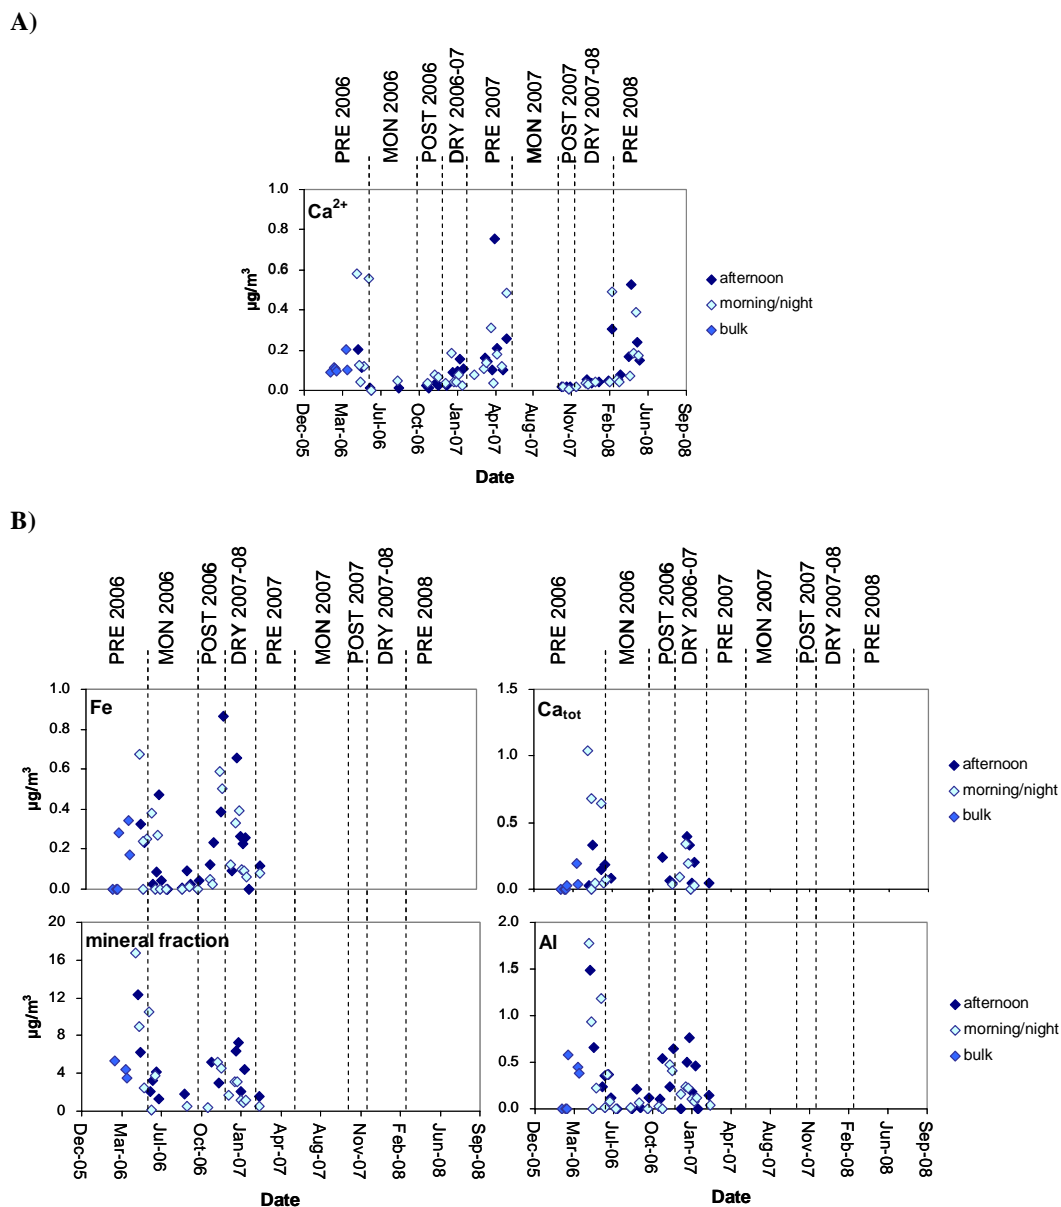 A)
PRE 2006
MON 2006
POST 2006
DRY 2006-07
PRE 2007
MON 2007
POST 2007
DRY 2007-08
PRE 2008
1.0
0.8
0.6
0.4
0.2
0.0
Ca2+
µg/m3
afternoon
morning/night
bulk
Dec-05
Mar-06
Jul-06
Oct-06
Jan-07
Apr-07
Aug-07
Nov-07
Feb-08
Jun-08
Sep-08
Date
B)
PRE 2006
MON 2006
POST 2006
DRY 2007-08
PRE 2007
MON 2007
POST 2007
DRY 2007-08
PRE 2008
1.0
0.8
0.6
0.4
0.2
0.0
Fe
µg/m3
PRE 2006
MON 2006
POST 2006
DRY 2006-07
PRE 2007
MON 2007
POST 2007
DRY 2007-08
PRE 2008
1.5
1.0
0.5
0.0
Catot
afternoon
morning/night
bulk
20
16
12
8
4
0
mineral fraction
µg/m3
Dec-05
Mar-06
Jul-06
Oct-06
Jan-07
Apr-07
Aug-07
Nov-07
Feb-08
Jun-08
Sep-08
Date
2.0
1.5
1.0
0.5
0.0
Al
afternoon
morning/night
bulk
Dec-05
Mar-06
Jul-06
Oct-06
Jan-07
Apr-07
Aug-07
Nov-07
Feb-08
Jun-08
Sep-08
Date